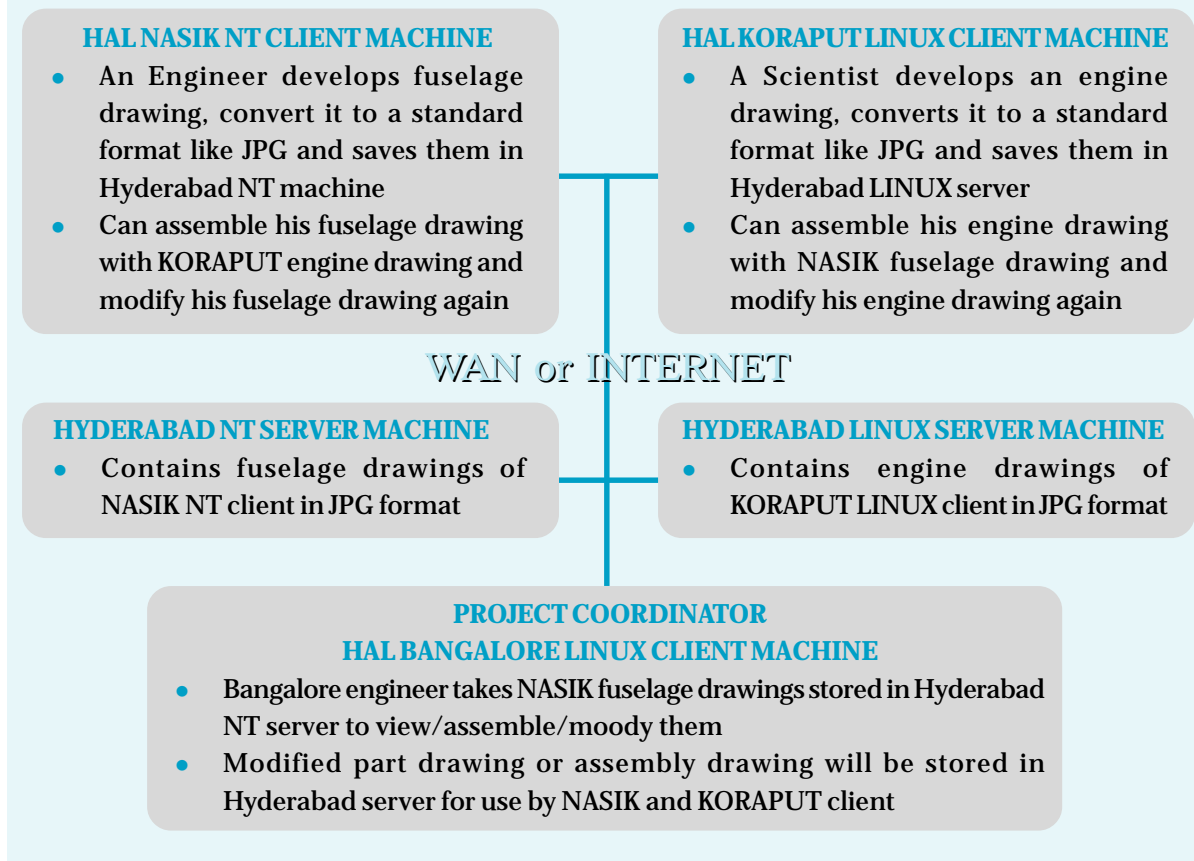 HAL NASIK NT CLIENT MACHINE
• An Engineer develops fuselage
drawing, convert it to a standard
format like JPG and saves them in
Hyderabad NT machine
• Can assemble his fuselage drawing
with KORAPUT engine drawing and
modify his fuselage drawing again
HAL KORAPUT LINUX CLIENT MACHINE
• A Scientist develops an engine
drawing, converts it to a standard
format like JPG and saves them in
Hyderabad LINUX server
• Can assemble his engine drawing
with NASIK fuselage drawing and
modify his engine drawing again
WAN or INTERNET
HYDERABAD NT SERVER MACHINE
• Contains fuselage drawings of
NASIK NT client in JPG format
HYDERABAD LINUX SERVER MACHINE
• Contains engine drawings of
KORAPUT LINUX client in JPG format
PROJECT COORDINATOR
HAL BANGALORE LINUX CLIENT MACHINE
• Bangalore engineer takes NASIK fuselage drawings stored in Hyderabad
NT server to view/assemble/moody them
• Modified part drawing or assembly drawing will be stored in
Hyderabad server for use by NASIK and KORAPUT client